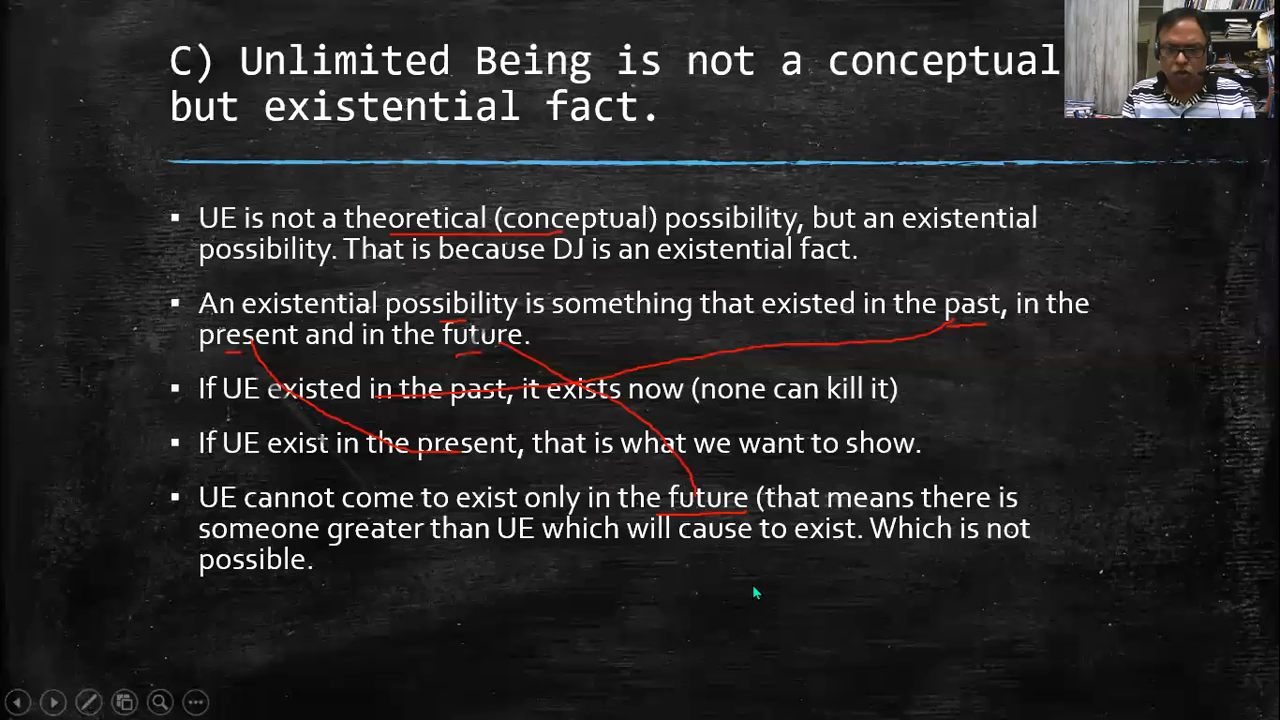 C) Unlimited Being is not a conceptual
but existential fact.
▪ UE is not a theoretical (conceptual) possibility, but an existential
possibility. That is because DJ is an existential fact.
▪ An existential possibility is something that existed in the past, in the
present and in the future.
▪ If UE existed in the past, it exists now (none can kill it)
▪ If UE exist in the present, that is what we want to show.
▪ UE cannot come to exist only in the future (that means there is
someone greater than UE which will cause to exist. Which is not
possible.